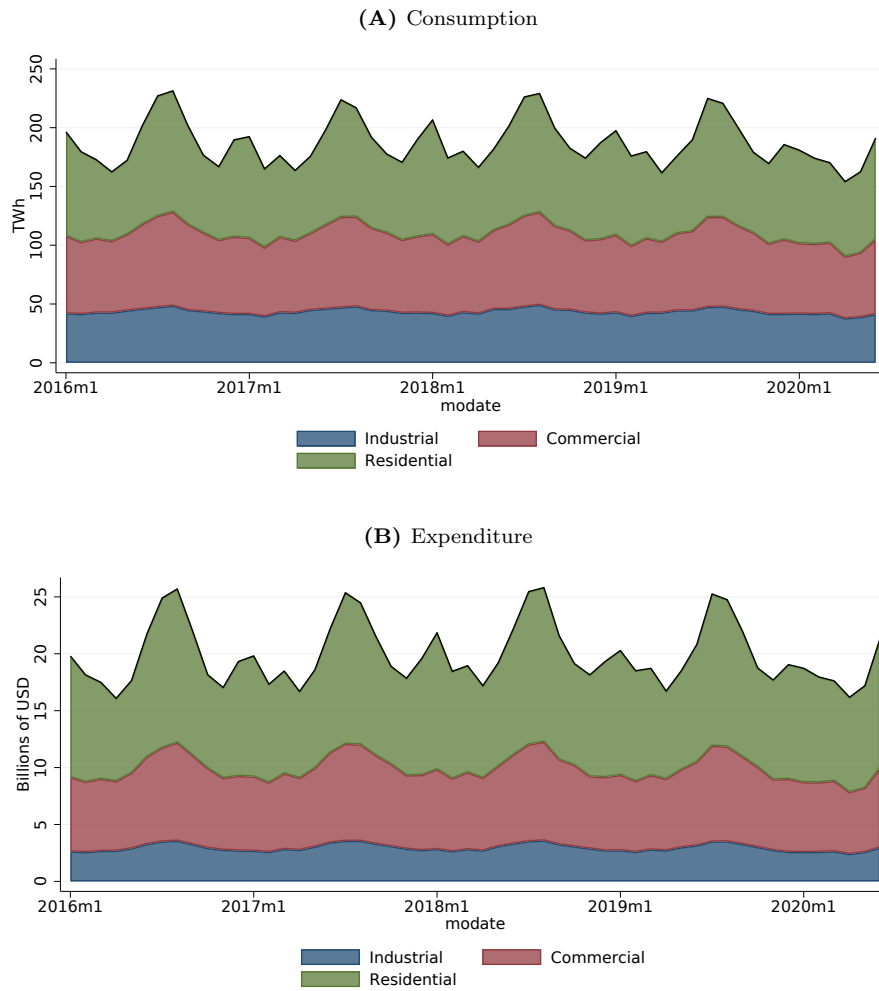 (A) Consumption
250
200
150
100
50
0
TWh
2016m1 2017m1 2018m1 2019m1 2020m1
modate
Industrial Commercial
Residential
(B) Expenditure
25
20
15
10
5
0
Billions of USD
2016m1 2017m1 2018m1 2019m1 2020m1
modate
Industrial Commercial
Residential